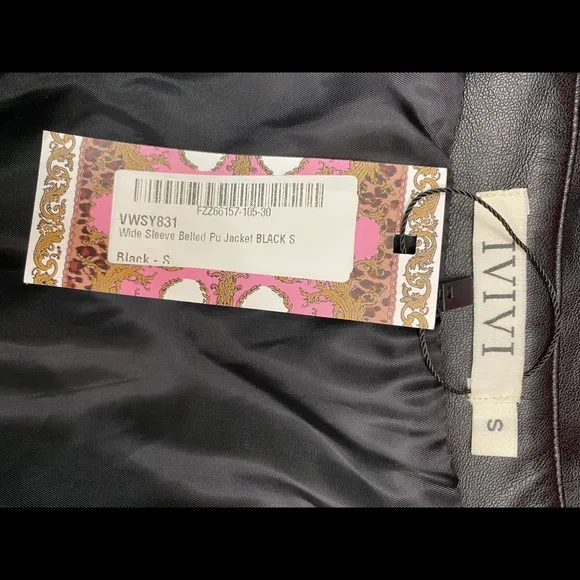 FZZ66157-105-30
VWSY831
Wide Sleeve Belted Pu Jacket BLACK S
Black - S
IVIVI
S